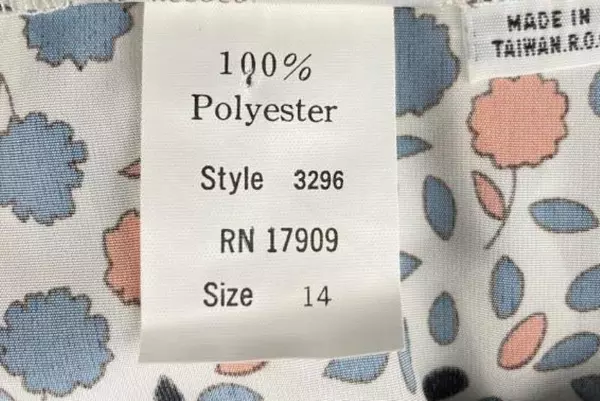 100%
Polyester
Style 3296
RN 17909
Size 14
MADE IN
TAIWAN.R.O.